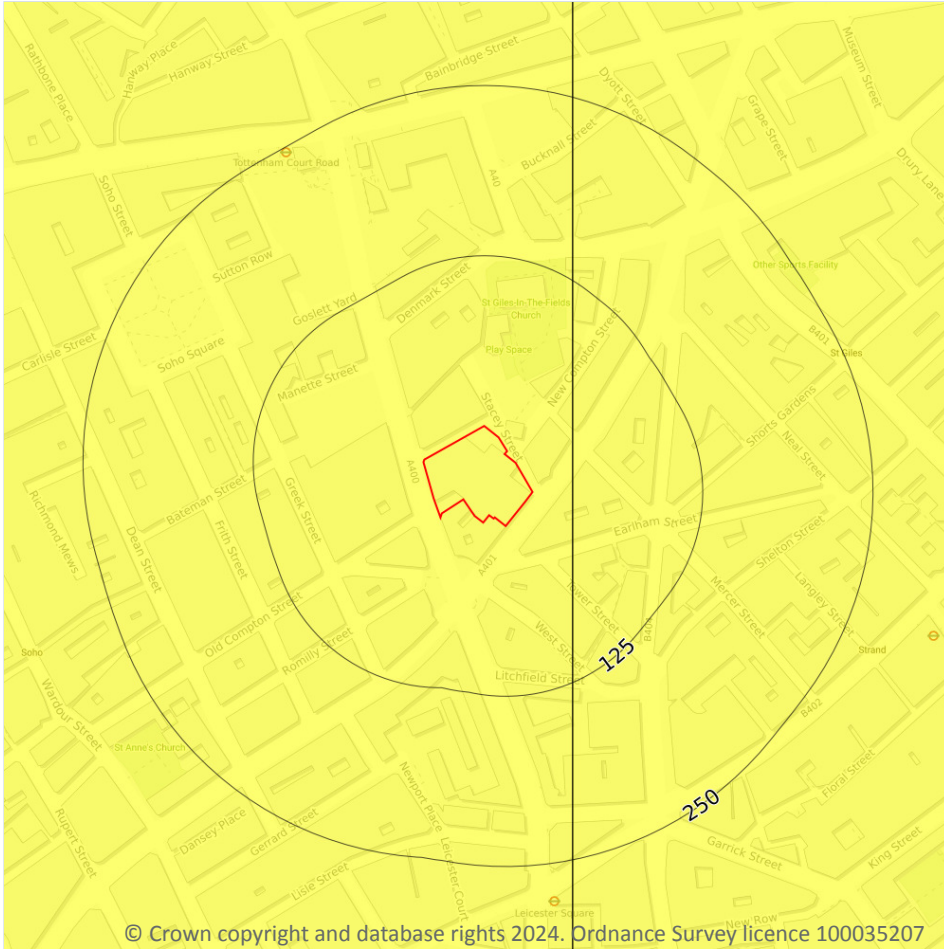 Rathbone Place
Hanway Place
Hanway Street
Bainbridge Street
Museum Street
Dyott Street
Grape Street
Bucknall Street
Drury Lane
Tottenham Court Road
A40
Soho Street
Sutton Row
Other Sports Facility
Denmark Street
St Giles-In-The-Fields
Church
Goslett Yard
B401
Carlisle Street
Soho Square
Play Space
St Giles
New Compton Street
Manette Street
Stacey Street
Shorts Gardens
Neal Street
A400
Bateman Street
Greek Street
Richmond Mews
Frith Street
Dean Street
Earlham Street
Shelton Street
A401
Tower Street
Mercer Street
Langley Street
Old Compton Street
Romilly Street
West Street
B404
125
Soho
Strand
Litchfield Street
Wardour Street
B402
St Anne's Church
Floral Street
Newport Place
250
Rupert Street
Dansey Place
Gerrard Street
Garrick Street
King Street
Lisle Street
Leicester Court
Leicester Square
New Row
© Crown copyright and database rights 2024. Ordnance Survey licence 100035207